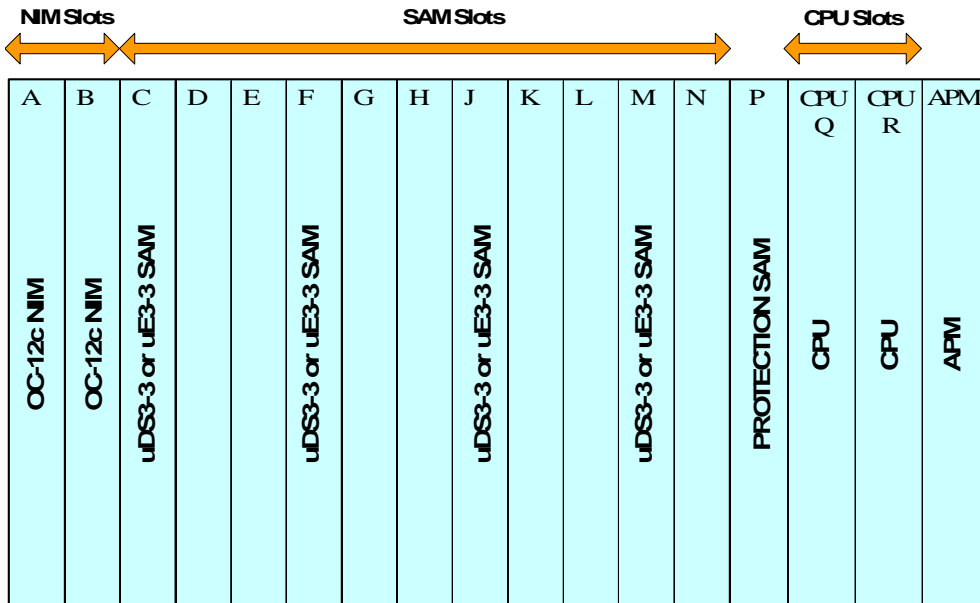 NIM Slots SAM Slots CPU Slots
A B C D E F G H J K L M N P CPU Q CPU R APM
OC-12c NIM
OC-12c NIM
uDS3-3 or uE3-3 SAM
uDS3-3 or uE3-3 SAM
uDS3-3 or uE3-3 SAM
uDS3-3 or uE3-3 SAM
PROTECTION SAM
CPU
CPU
APM